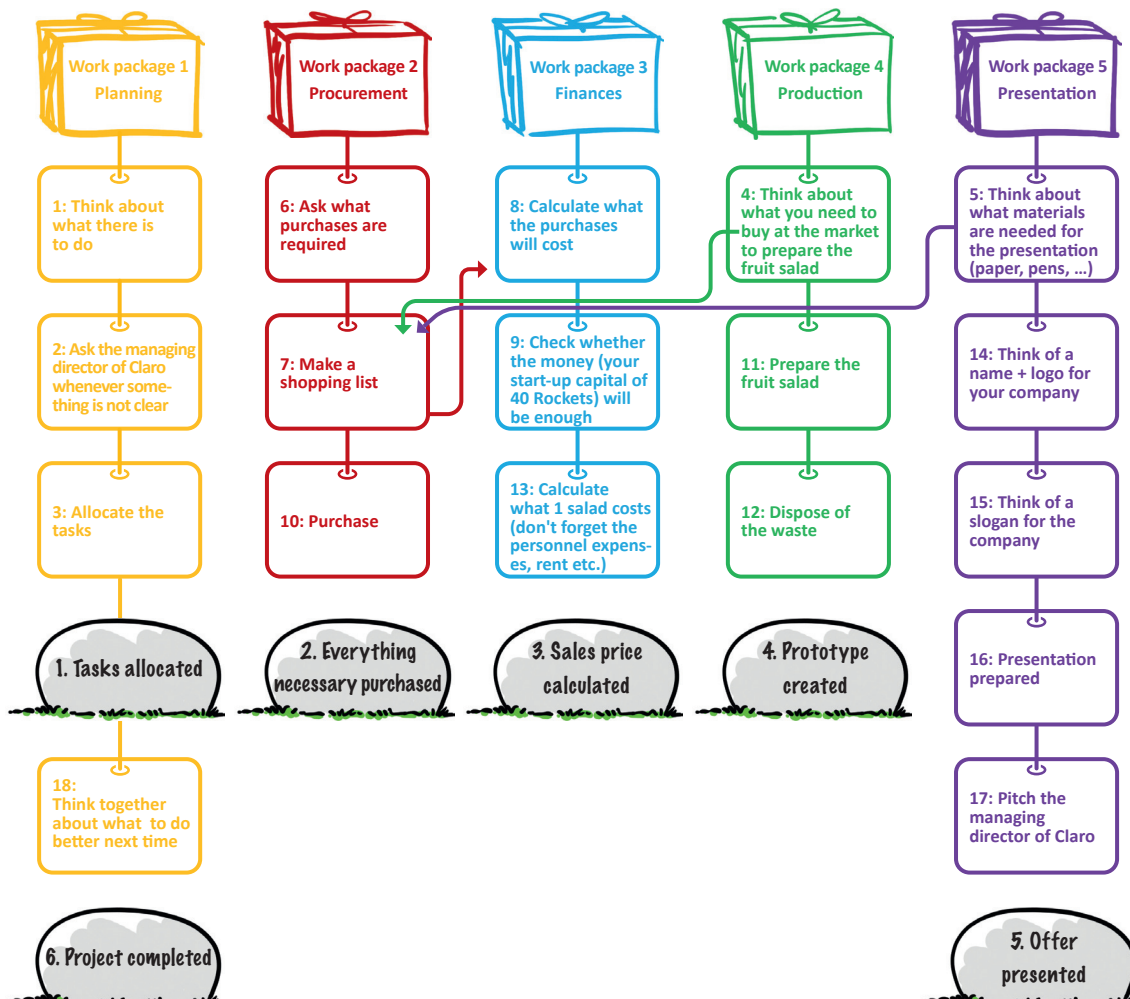 Work package 1
Planning
1: Think about
what there is
to do
2: Ask the managing
director of Claro
whenever some-
thing is not clear
3: Allocate the
tasks
1. Tasks allocated
18:
Think together
about what to do
better next time
6. Project completed
Work package 2
Procurement
6: Ask what
purchases are
required
7: Make a
shopping list
10: Purchase
2. Everything
necessary purchased
Work package 3
Finances
8: Calculate what
the purchases
will cost
9: Check whether
the money (your
start-up capital of
40 Rockets) will
be enough
13: Calculate
what 1 salad costs
(don't forget the
personnel expens-
es, rent etc.)
3. Sales price
calculated
Work package 4
Production
4: Think about
what you need to
buy at the market
to prepare the
fruit salad
11: Prepare the
fruit salad
12: Dispose of
the waste
4. Prototype
created
Work package 5
Presentation
5: Think about
what materials
are needed for
the presentation
(paper, pens, ...)
14: Think of a
name + logo for
your company
15: Think of a
slogan for the
company
16: Presentation
prepared
17: Pitch the
managing
director of Claro
5. Offer
presented